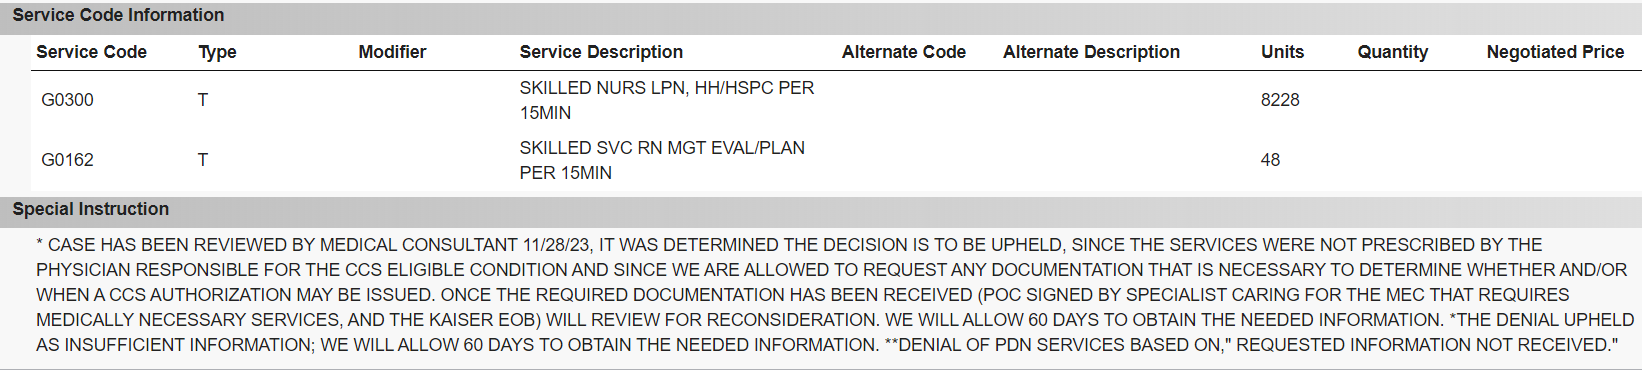 Service Code Information
Service Code Type Modifier Service Description Alternate Code Alternate Description Units Quantity Negotiated Price
G0300 T SKILLED NURS LPN, HH/HSPC PER 15MIN 8228
G0162 T SKILLED SVC RN MGT EVAL/PLAN PER 15MIN 48
Special Instruction
* CASE HAS BEEN REVIEWED BY MEDICAL CONSULTANT 11/28/23, IT WAS DETERMINED THE DECISION IS TO BE UPHELD, SINCE THE SERVICES WERE NOT PRESCRIBED BY THE
PHYSICIAN RESPONSIBLE FOR THE CCS ELIGIBLE CONDITION AND SINCE WE ARE ALLOWED TO REQUEST ANY DOCUMENTATION THAT IS NECESSARY TO DETERMINE WHETHER AND/OR
WHEN A CCS AUTHORIZATION MAY BE ISSUED. ONCE THE REQUIRED DOCUMENTATION HAS BEEN RECEIVED (POC SIGNED BY SPECIALIST CARING FOR THE MEC THAT REQUIRES
MEDICALLY NECESSARY SERVICES, AND THE KAISER EOB) WILL REVIEW FOR RECONSIDERATION. WE WILL ALLOW 60 DAYS TO OBTAIN THE NEEDED INFORMATION. *THE DENIAL UPHELD
AS INSUFFICIENT INFORMATION; WE WILL ALLOW 60 DAYS TO OBTAIN THE NEEDED INFORMATION. **DENIAL OF PDN SERVICES BASED ON," REQUESTED INFORMATION NOT RECEIVED."